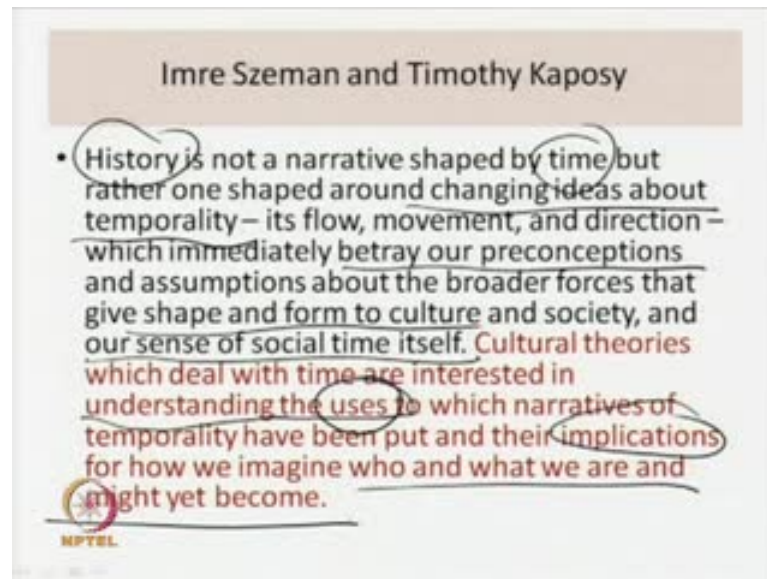 Imre Szeman and Timothy Kaposy
• History is not a narrative shaped by time but
rather one shaped around changing ideas about
temporality – its flow, movement, and direction –
which immediately betray our preconceptions
and assumptions about the broader forces that
give shape and form to culture and society, and
our sense of social time itself. Cultural theories
which deal with time are interested in
understanding the uses to which narratives of
temporality have been put and their implications
for how we imagine who and what we are and
might yet become.
NPTEL